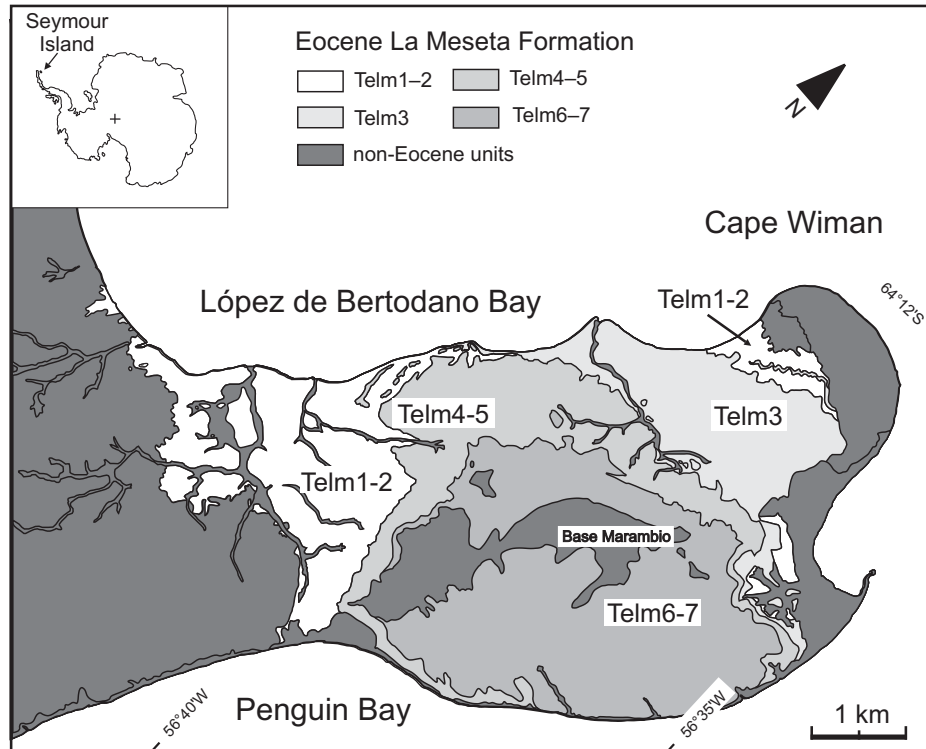 Seymour
Island
Eocene La Meseta Formation
Telm1–2
Telm4–5
Telm3
Telm6–7
non-Eocene units
N
Cape Wiman
64°12'S
López de Bertodano Bay
Telm1-2
Telm4-5
Telm3
Telm1-2
Base Marambio
Telm6-7
56°40'W
Penguin Bay
56°35'W
1 km